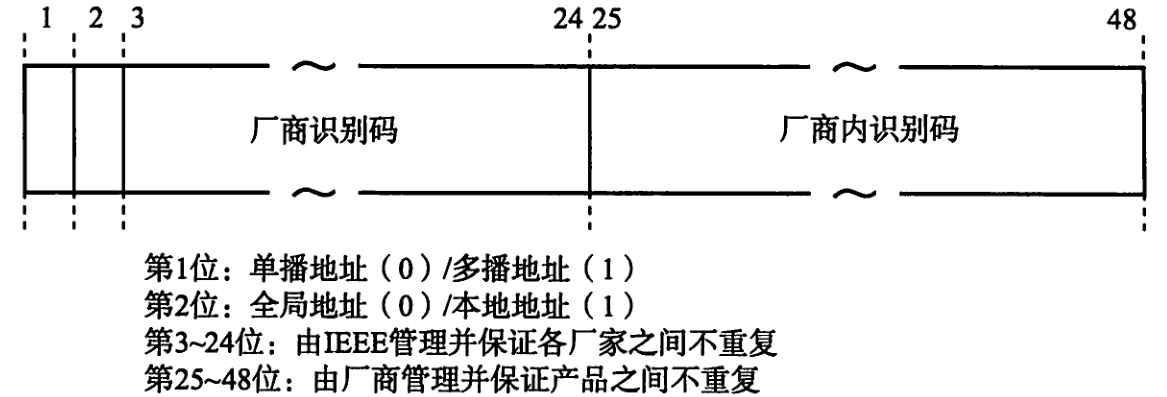 1 2 3 24 25 48
厂商识别码 厂商内识别码
第1位：单播地址（0）/多播地址（1）
第2位：全局地址（0）/本地地址（1）
第3~24位：由IEEE管理并保证各厂家之间不重复
第25~48位：由厂商管理并保证产品之间不重复